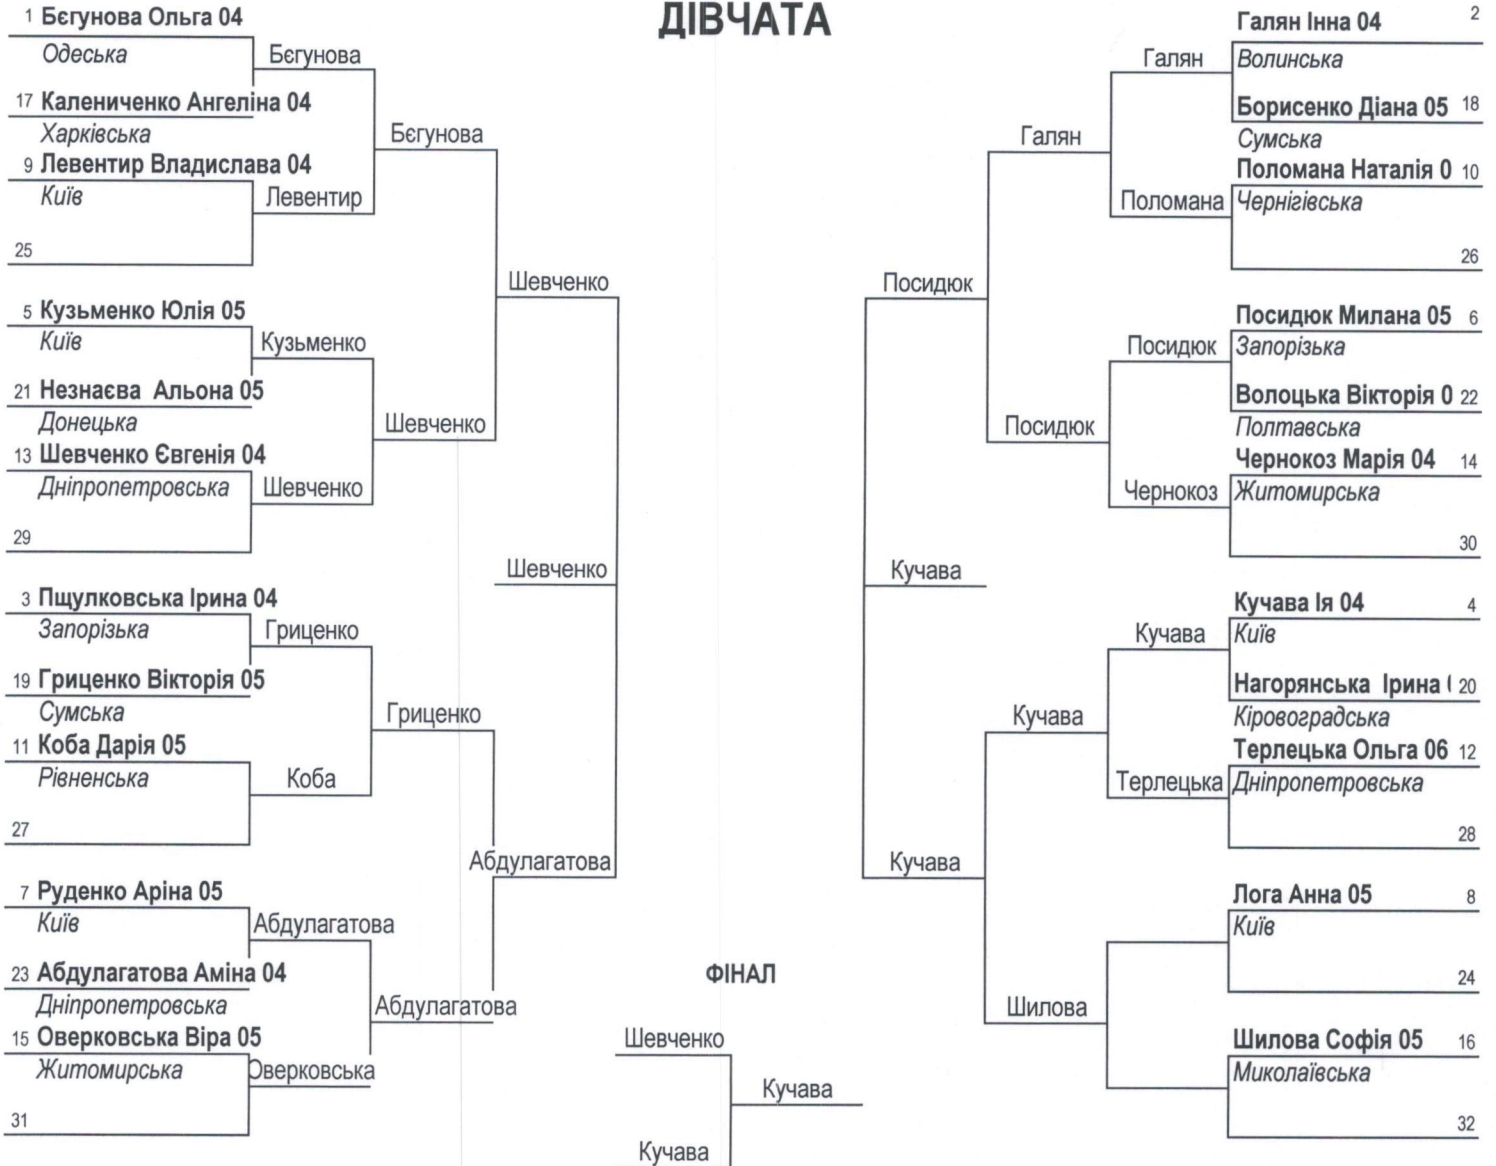 ДІВЧАТА
1 Бєгунова Ольга 04
Одеська
Бєгунова
17 Калениченко Ангеліна 04
Харківська
Бєгунова
9 Левентир Владислава 04
Київ
Левентир
25
Шевченко
5 Кузьменко Юлія 05
Київ
Кузьменко
21 Незнаєва Альона 05
Донецька
Шевченко
13 Шевченко Євгенія 04
Дніпропетровська
Шевченко
29
Шевченко
3 Пщулковська Ірина 04
Запорізька
Гриценко
19 Гриценко Вікторія 05
Сумська
Гриценко
11 Коба Дарія 05
Рівненська
Коба
27
Абдулагатова
7 Руденко Аріна 05
Київ
Абдулагатова
23 Абдулагатова Аміна 04
Дніпропетровська
Абдулагатова
15 Оверковська Віра 05
Житомирська
Оверковська
31
Галян Інна 04 2
Галян
Волинська
Борисенко Діана 05 18
Галян
Сумська
Поломана Наталія 0 10
Поломана
Чернігівська
26
Посидюк
Посидюк Милана 05 6
Посидюк
Запорізька
Волоцька Вікторія 0 22
Посидюк
Полтавська
Чернокоз Марія 04 14
Чернокоз
Житомирська
30
Кучава
Кучава Ія 04 4
Кучава
Київ
Нагорянська Ірина 20
Кучава
Кіровоградська
Терлецька Ольга 06 12
Терлецька
Дніпропетровська
28
Кучава
Лога Анна 05 8
Київ
24
Шилова
Шилова Софія 05 16
Миколаївська
32
ФІНАЛ
Шевченко
Кучава
Кучава